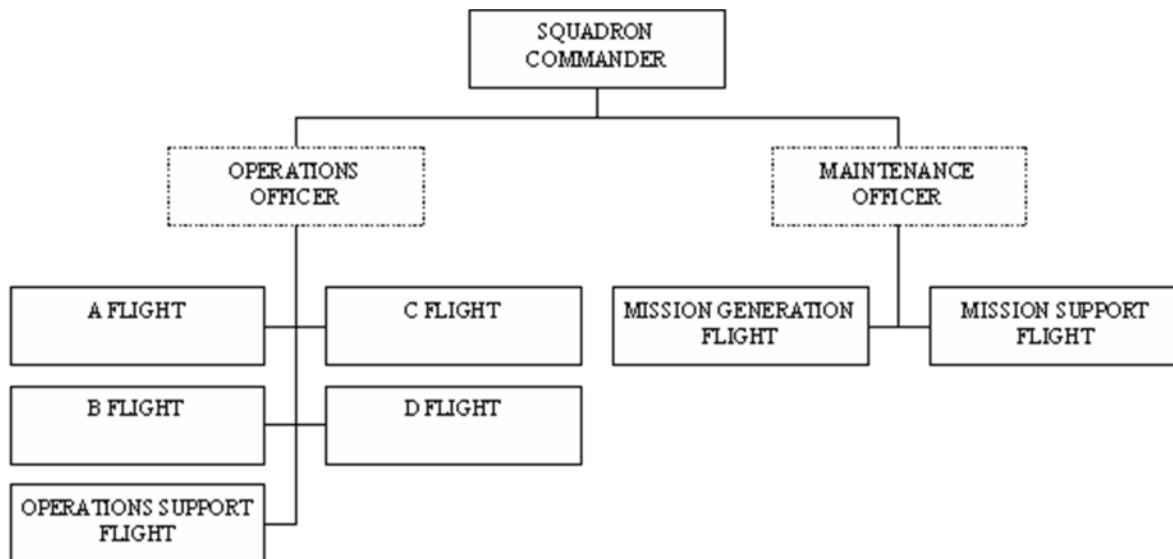 SQUADRON
COMMANDER
OPERATIONS
OFFICER
MAINTENANCE
OFFICER
A FLIGHT
C FLIGHT
MISSION GENERATION
FLIGHT
MISSION SUPPORT
FLIGHT
B FLIGHT
D FLIGHT
OPERATIONS SUPPORT
FLIGHT